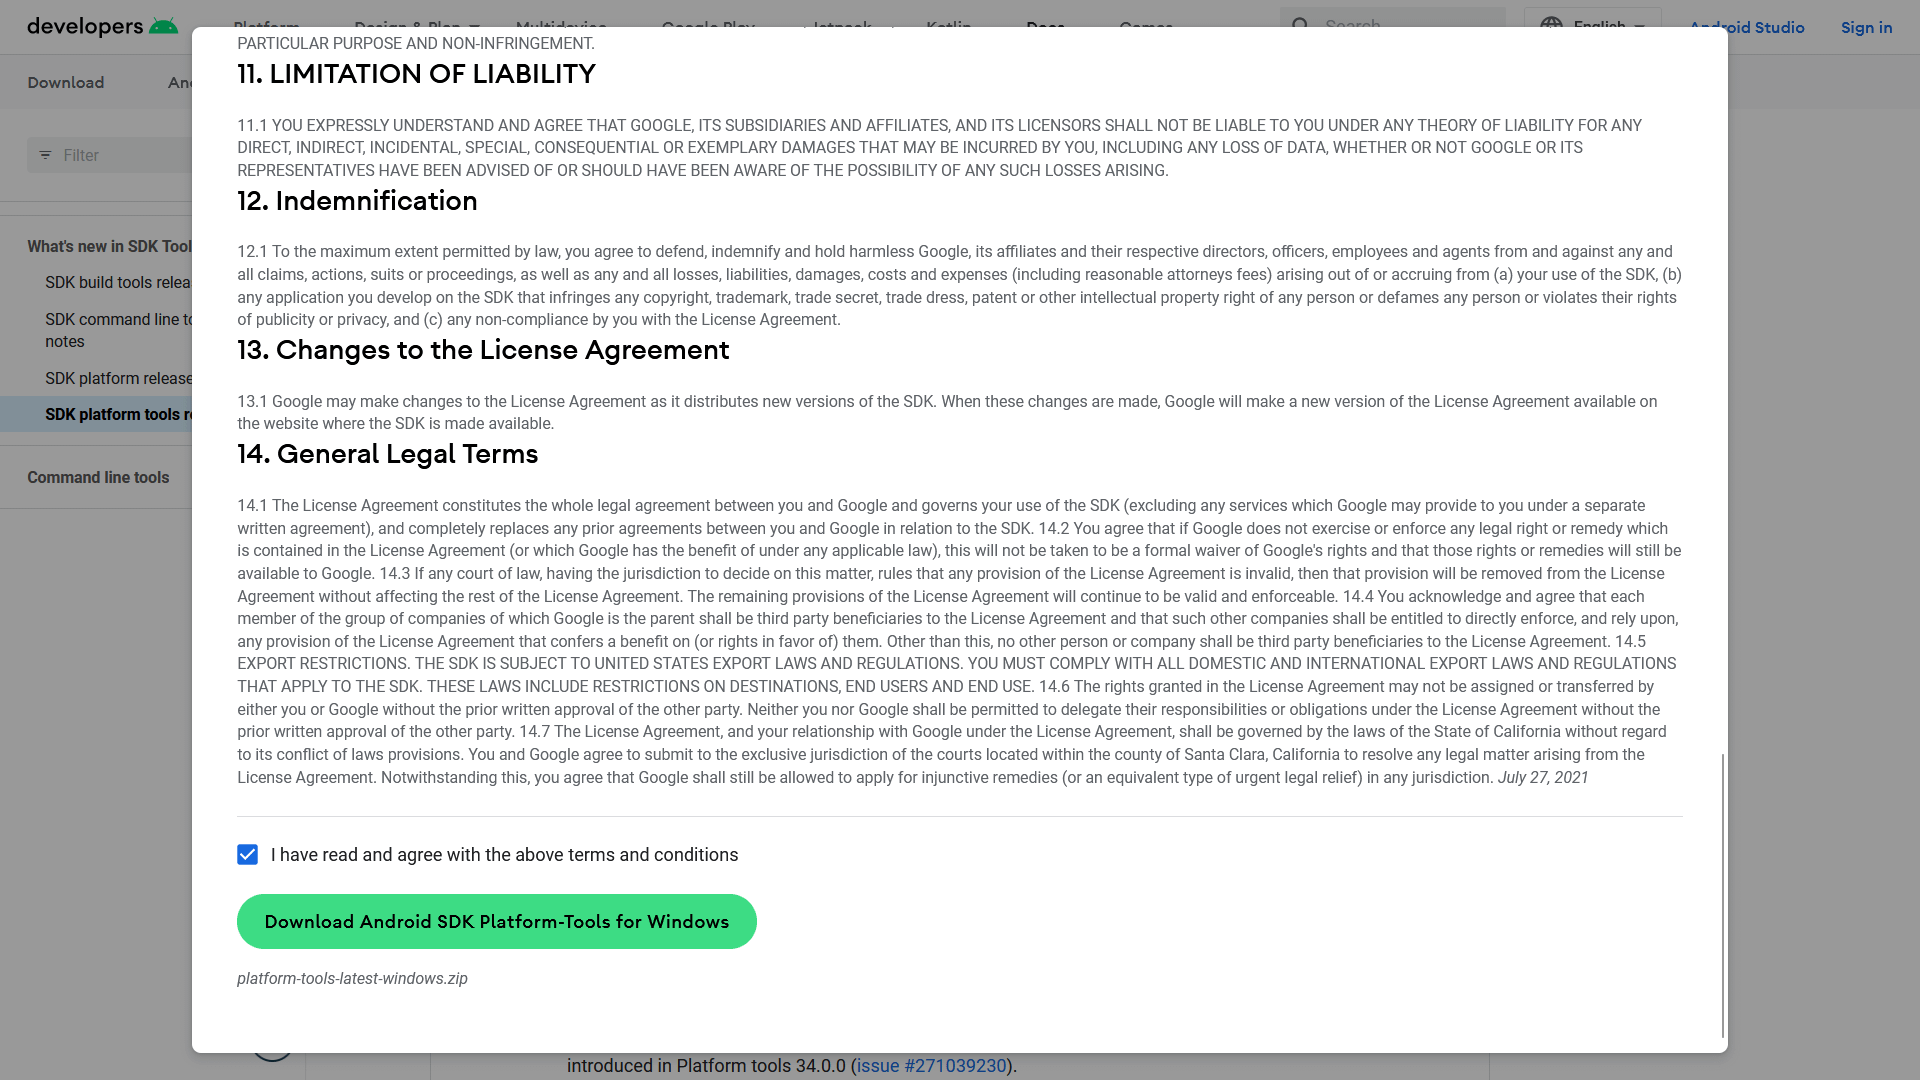 developers
Docs
English
Android Studio
Sign in
Download
PARTICULAR PURPOSE AND NON-INFRINGEMENT.
11. LIMITATION OF LIABILITY
11.1 YOU EXPRESSLY UNDERSTAND AND AGREE THAT GOOGLE, ITS SUBSIDIARIES AND AFFILIATES, AND ITS LICENSORS SHALL NOT BE LIABLE TO YOU UNDER ANY THEORY OF LIABILITY FOR ANY
DIRECT, INDIRECT, INCIDENTAL, SPECIAL, CONSEQUENTIAL OR EXEMPLARY DAMAGES THAT MAY BE INCURRED BY YOU, INCLUDING ANY LOSS OF DATA, WHETHER OR NOT GOOGLE OR ITS
REPRESENTATIVES HAVE BEEN ADVISED OF OR SHOULD HAVE BEEN AWARE OF THE POSSIBILITY OF ANY SUCH LOSSES ARISING.
12. Indemnification
12.1 To the maximum extent permitted by law, you agree to defend, indemnify and hold harmless Google, its affiliates and their respective directors, officers, employees and agents from and against any and
all claims, actions, suits or proceedings, as well as any and all losses, liabilities, damages, costs and expenses (including reasonable attorneys fees) arising out of or accruing from (a) your use of the SDK, (b)
any application you develop on the SDK that infringes any copyright, trademark, trade secret, trade dress, patent or other intellectual property right of any person or defames any person or violates their rights
of publicity or privacy, and (c) any non-compliance by you with the License Agreement.
13. Changes to the License Agreement
13.1 Google may make changes to the License Agreement as it distributes new versions of the SDK. When these changes are made, Google will make a new version of the License Agreement available on
the website where the SDK is made available.
14. General Legal Terms
14.1 The License Agreement constitutes the whole legal agreement between you and Google and governs your use of the SDK (excluding any services which Google may provide to you under a separate
written agreement), and completely replaces any prior agreements between you and Google in relation to the SDK. 14.2 You agree that if Google does not exercise or enforce any legal right or remedy which
is contained in the License Agreement (or which Google has the benefit of under any applicable law), this will not be taken to be a formal waiver of Google's rights and that those rights or remedies will still be
available to Google. 14.3 If any court of law, having the jurisdiction to decide on this matter, rules that any provision of the License Agreement is invalid, then that provision will be removed from the License
Agreement without affecting the rest of the License Agreement. The remaining provisions of the License Agreement will continue to be valid and enforceable. 14.4 You acknowledge and agree that each
member of the group of companies of which Google is the parent shall be third party beneficiaries to the License Agreement and that such other companies shall be entitled to directly enforce, and rely upon,
any provision of the License Agreement that confers a benefit on (or rights in favor of) them. Other than this, no other person or company shall be third party beneficiaries to the License Agreement. 14.5
EXPORT RESTRICTIONS. THE SDK IS SUBJECT TO UNITED STATES EXPORT LAWS AND REGULATIONS. YOU MUST COMPLY WITH ALL DOMESTIC AND INTERNATIONAL EXPORT LAWS AND REGULATIONS
THAT APPLY TO THE SDK. THESE LAWS INCLUDE RESTRICTIONS ON DESTINATIONS, END USERS AND END USE. 14.6 The rights granted in the License Agreement may not be assigned or transferred by
either you or Google without the prior written approval of the other party. Neither you nor Google shall be permitted to delegate their responsibilities or obligations under the License Agreement without the
prior written approval of the other party. 14.7 The License Agreement, and your relationship with Google under the License Agreement, shall be governed by the laws of the State of California without regard
to its conflict of laws provisions. You and Google agree to submit to the exclusive jurisdiction of the courts located within the county of Santa Clara, California to resolve any legal matter arising from the
License Agreement. Notwithstanding this, you agree that Google shall still be allowed to apply for injunctive remedies (or an equivalent type of urgent legal relief) in any jurisdiction. July 27, 2021
I have read and agree with the above terms and conditions
Download Android SDK Platform-Tools for Windows
platform-tools-latest-windows.zip
Filter
What's new in SDK
SDK build tools
SDK command line
notes
SDK platform release
SDK platform tools
Command line tools
introduced in Platform tools 34.0.0 (issue #271039230).